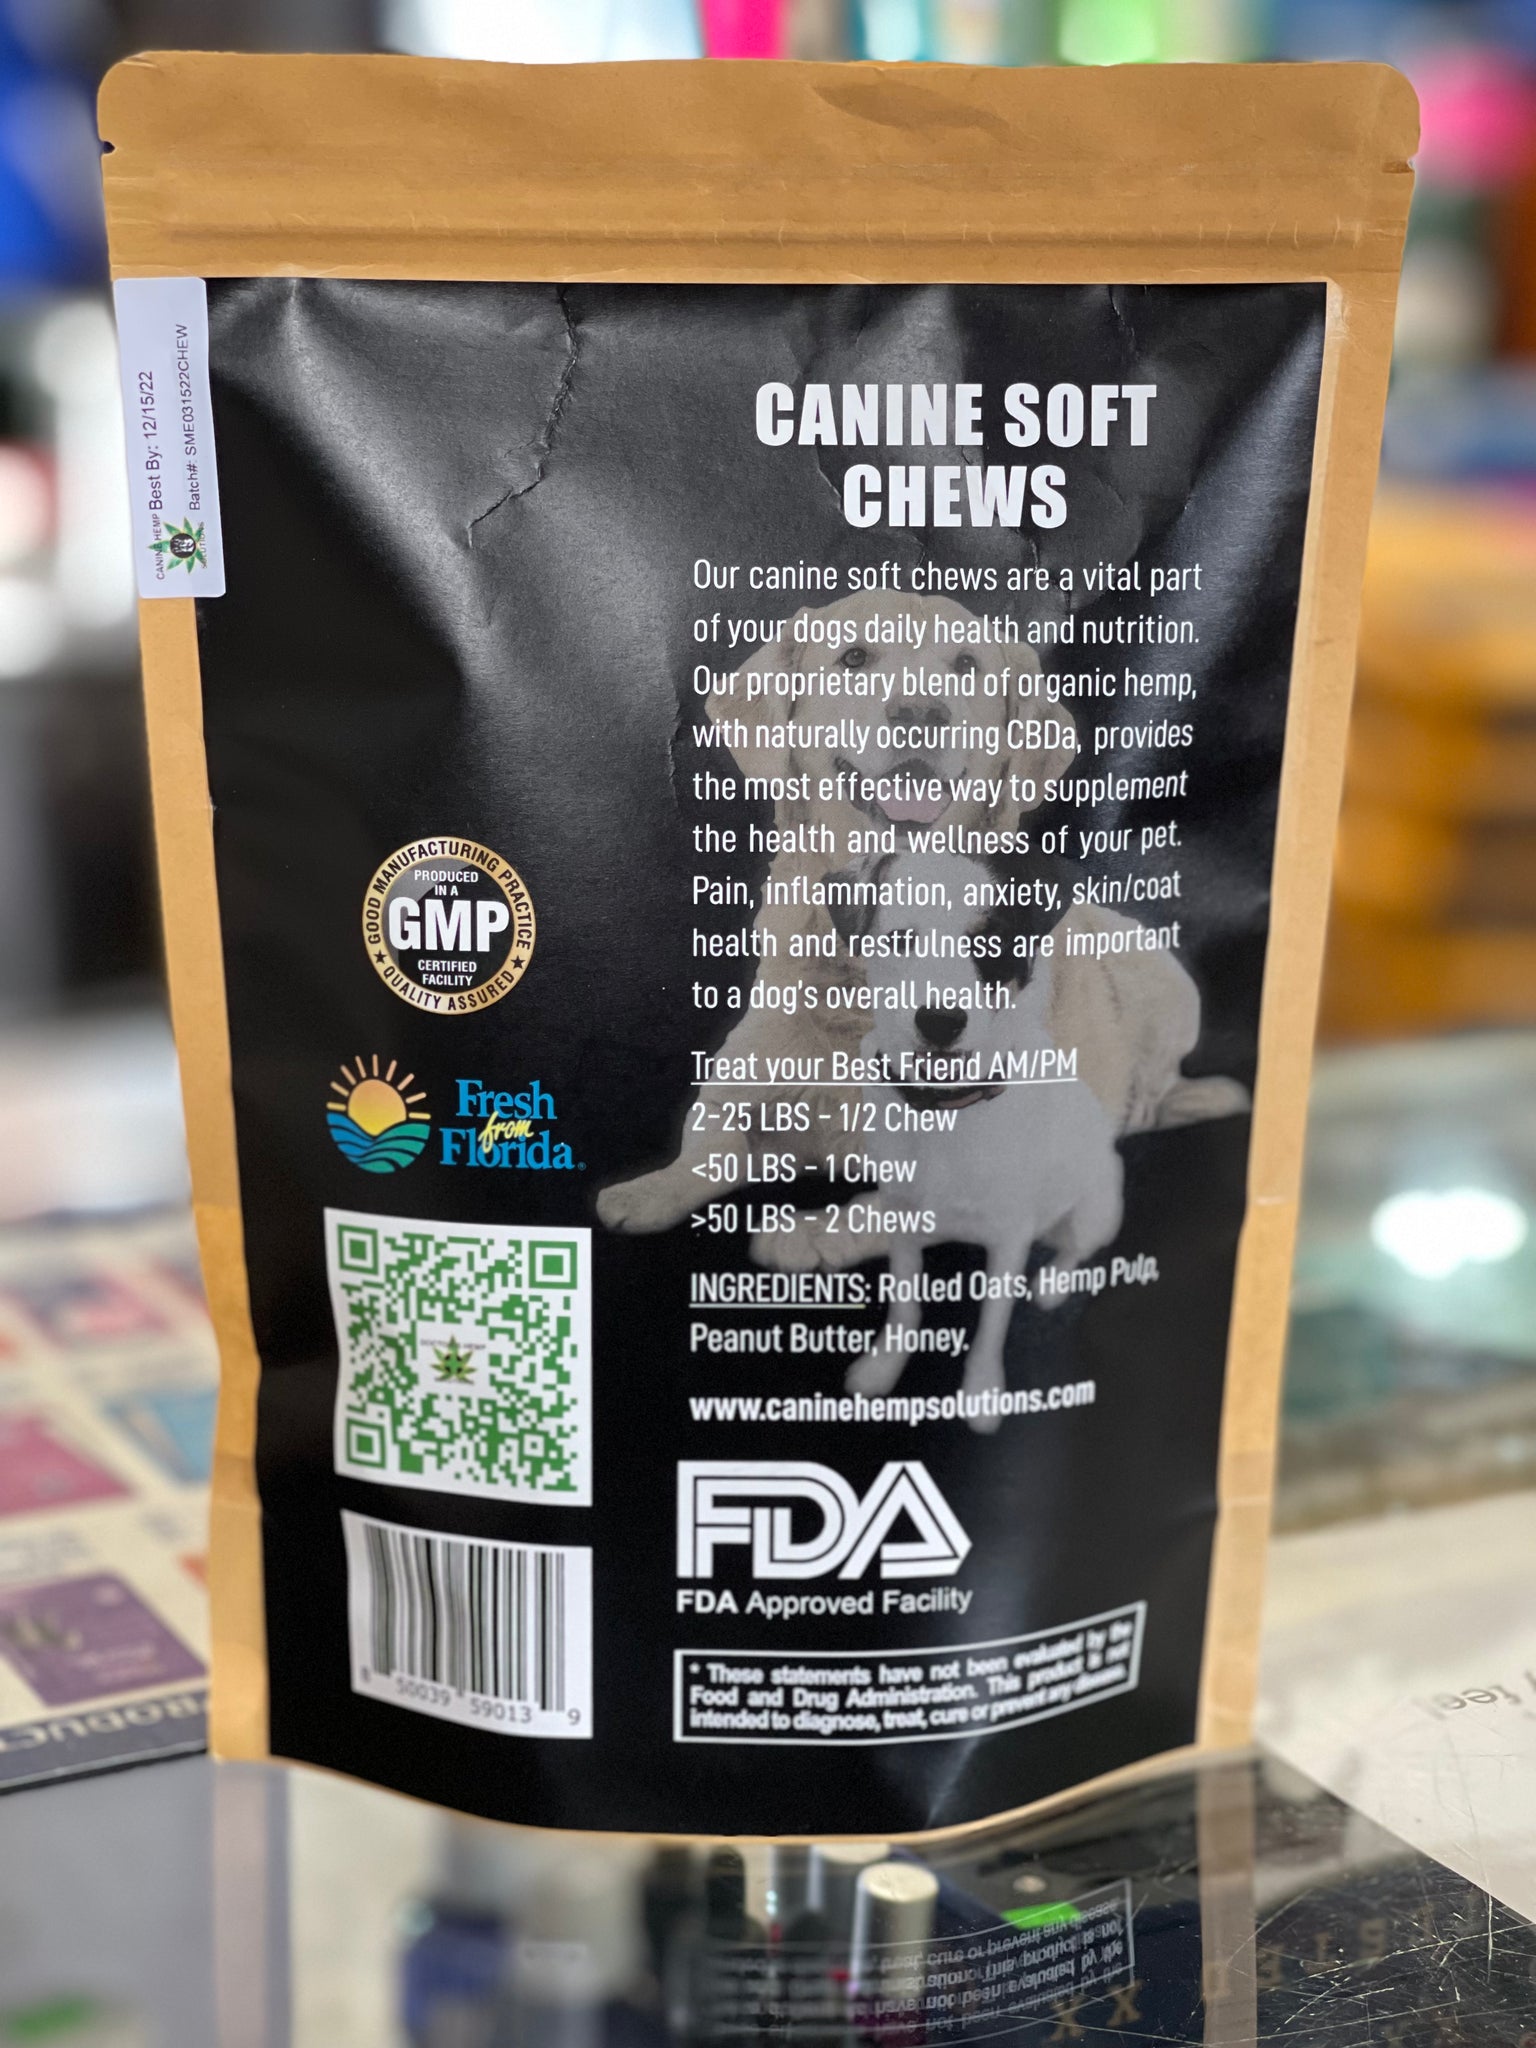 CANINE HEMP
SOLUTIONS
Best By: 12/15/22
Batch#: SME031522CHEW
CANINE SOFT
CHEWS
Our canine soft chews are a vital part
of your dogs daily health and nutrition.
Our proprietary blend of organic hemp,
with naturally occurring CBDa, provides
the most effective way to supplement
the health and wellness of your pet.
Pain, inflammation, anxiety, skin/coat
health and restfulness are important
to a dog's overall health.
Treat your Best Friend AM/PM
2-25 LBS - 1/2 Chew
<50 LBS - 1 Chew
>50 LBS - 2 Chews
INGREDIENTS: Rolled Oats, Hemp Pulp,
Peanut Butter, Honey.
www.caninehempsolutions.com
FDA
FDA Approved Facility
* These statements have not been evaluated by the
Food and Drug Administration. This product is not
intended to diagnose, treat, cure or prevent any disease.
GOOD MANUFACTURING PRACTICE
PRODUCED
IN A
GMP
CERTIFIED
FACILITY
★ QUALITY ASSURED ★
Fresh
from
Florida®
8 50039 59013 9